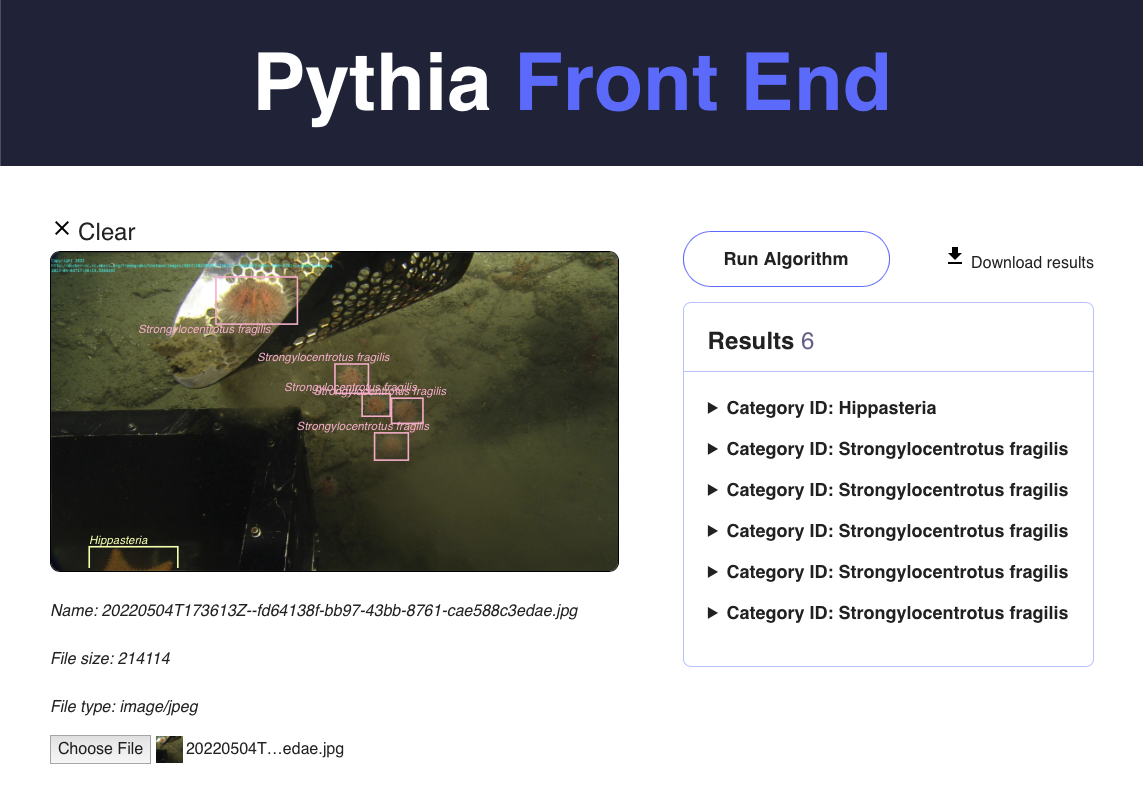 Pythia Front End
Clear
Run Algorithm
Download results
Copyright 2022
Strongylocentrotus fragilis
Strongylocentrotus fragilis
Strongylocentrotus fragilis
Strongylocentrotus fragilis
Strongylocentrotus fragilis
Hippasteria
Results 6
Category ID: Hippasteria
Category ID: Strongylocentrotus fragilis
Category ID: Strongylocentrotus fragilis
Category ID: Strongylocentrotus fragilis
Category ID: Strongylocentrotus fragilis
Category ID: Strongylocentrotus fragilis
Name: 20220504T173613Z--fd64138f-bb97-43bb-8761-cae588c3edae.jpg
File size: 214114
File type: image/jpeg
Choose File 20220504T…edae.jpg